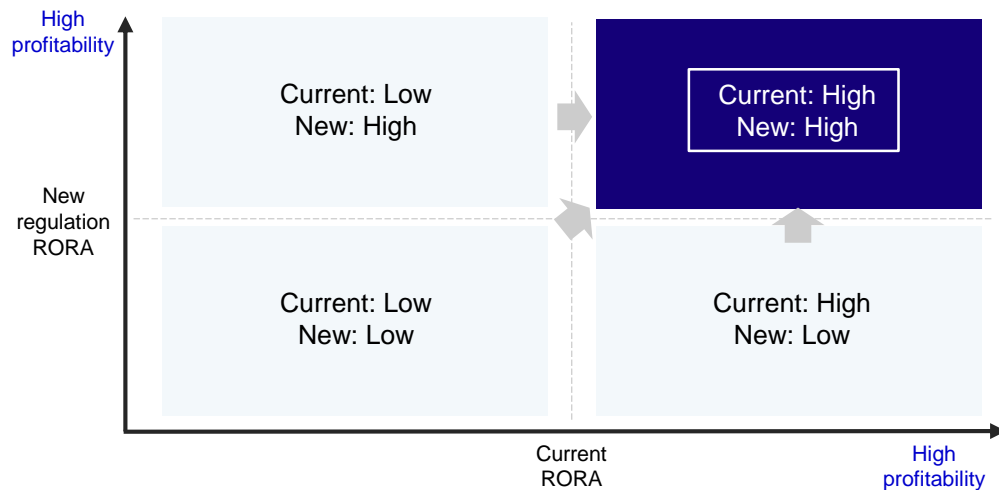 High
profitability
Current: Low
New: High
Current: High
New: High
New
regulation
RORA
Current: Low
New: Low
Current: High
New: Low
Current
RORA
High
profitability